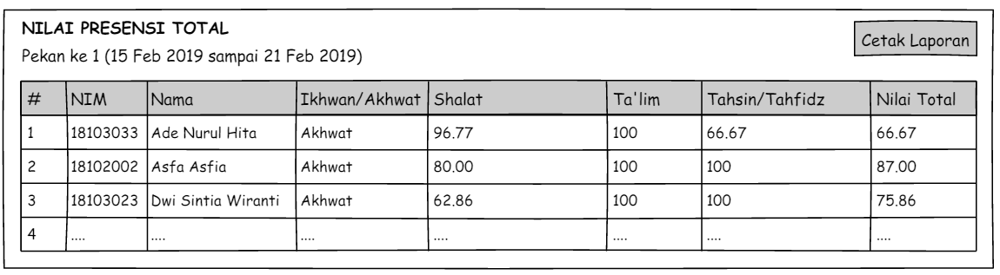 NILAI PRESENSI TOTAL
Cetak Laporan
Pekan ke 1 (15 Feb 2019 sampai 21 Feb 2019)
# NIM Nama Ikhwan/Akhwat Shalat Ta'lim Tahsin/Tahfidz Nilai Total
1 18103033 Ade Nurul Hita Akhwat 96.77 100 66.67 66.67
2 18102002 Asfa Asfia Akhwat 80.00 100 100 87.00
3 18103023 Dwi Sintia Wiranti Akhwat 62.86 100 100 75.86
4 .... .... .... .... .... .... ....